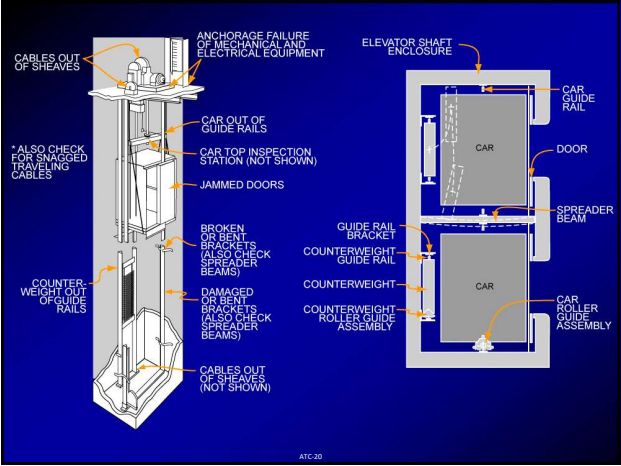 CABLES OUT
OF SHEAVES
ANCHORAGE FAILURE
OF MECHANICAL AND
ELECTRICAL EQUIPMENT
CAR OUT OF
GUIDE RAILS
* ALSO CHECK
FOR SNAGGED
TRAVELING
CABLES
CAR TOP INSPECTION
STATION (NOT SHOWN)
JAMMED DOORS
BROKEN
OR BENT
BRACKETS
(ALSO CHECK
SPREADER
BEAMS)
COUNTER-
WEIGHT OUT
OFGUIDE
RAILS
DAMAGED
OR BENT
BRACKETS
(ALSO CHECK
SPREADER
BEAMS)
CABLES OUT
OF SHEAVES
(NOT SHOWN)
ELEVATOR SHAFT
ENCLOSURE
CAR
GUIDE
RAIL
CAR
DOOR
SPREADER
BEAM
GUIDE RAIL
BRACKET
COUNTERWEIGHT
GUIDE RAIL
COUNTERWEIGHT
CAR
COUNTERWEIGHT
ROLLER GUIDE
ASSEMBLY
CAR
ROLLER
GUIDE
ASSEMBLY
ATC-20